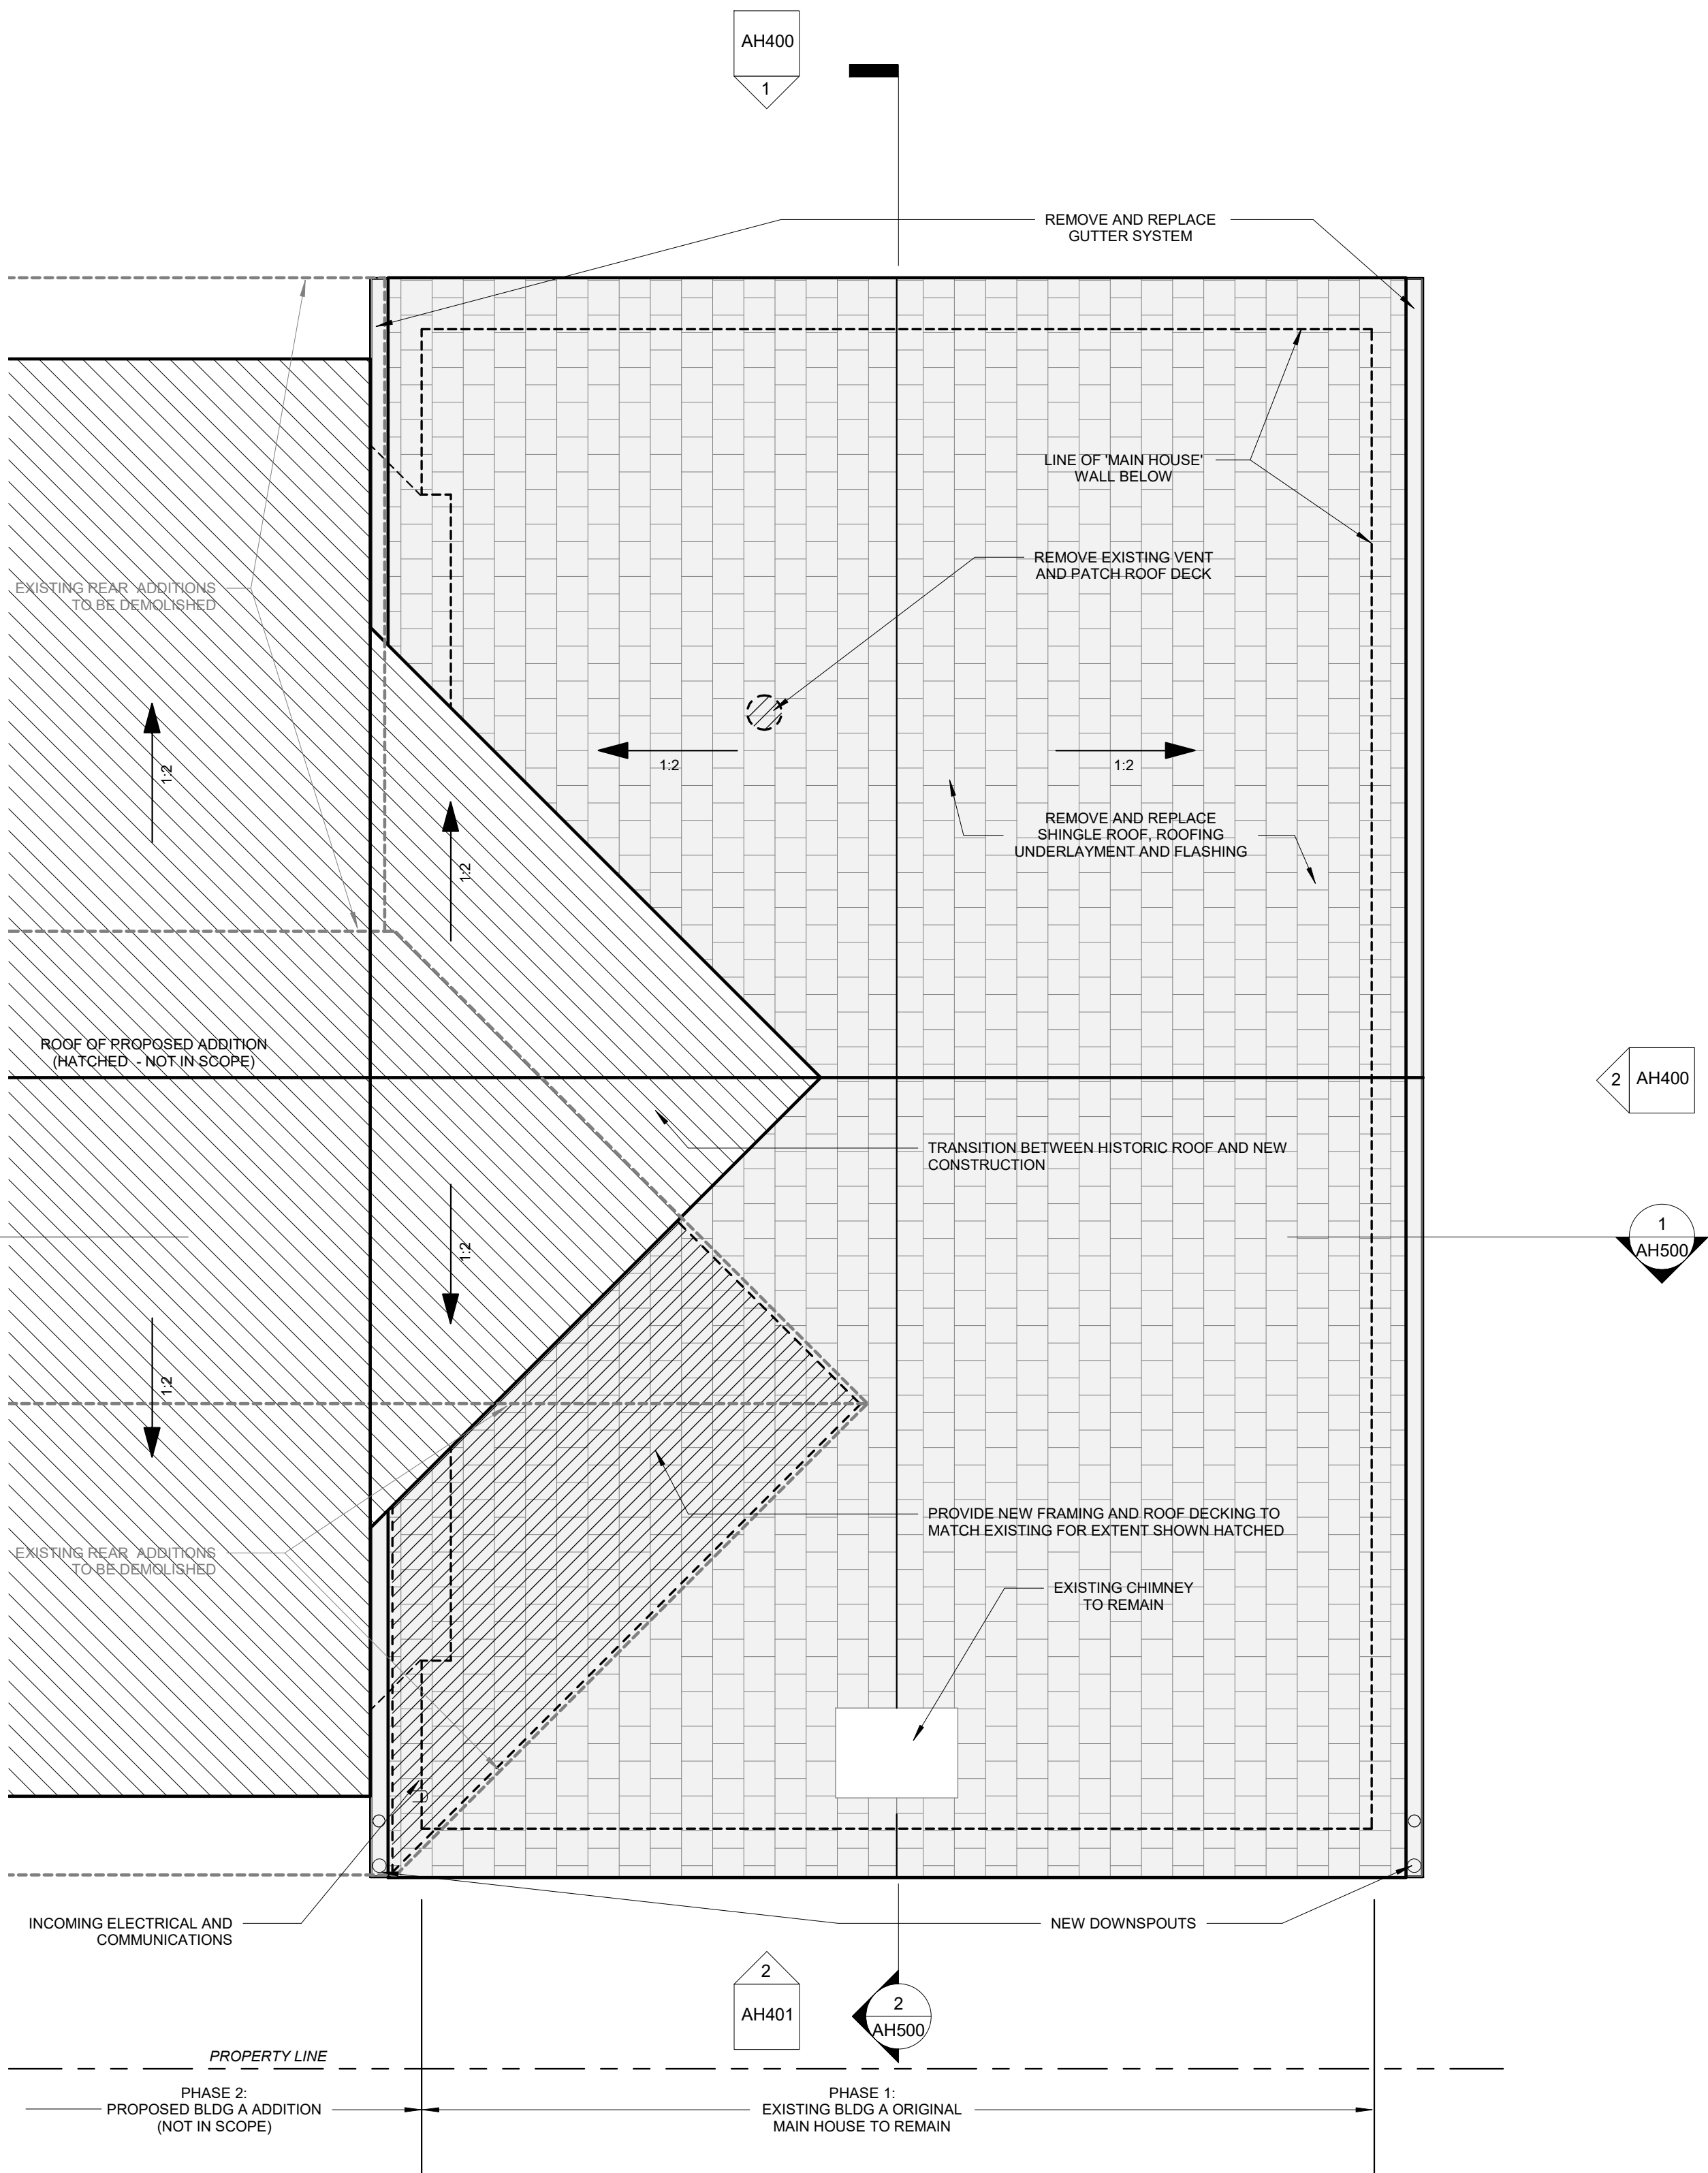 AH400
1
REMOVE AND REPLACE
GUTTER SYSTEM
LINE OF 'MAIN HOUSE'
WALL BELOW
REMOVE EXISTING VENT
AND PATCH ROOF DECK
EXISTING REAR  ADDITIONS
TO BE DEMOLISHED
1:2
1:2
1:2
1:2
REMOVE AND REPLACE
SHINGLE ROOF, ROOFING
UNDERLAYMENT AND FLASHING
ROOF OF PROPOSED ADDITION
(HATCHED  - NOT IN SCOPE)
2
AH400
TRANSITION BETWEEN HISTORIC ROOF AND NEW
CONSTRUCTION
1
AH500
1:2
1:2
PROVIDE NEW FRAMING AND ROOF DECKING TO
MATCH EXISTING FOR EXTENT SHOWN HATCHED
EXISTING REAR  ADDITIONS
TO BE DEMOLISHED
EXISTING CHIMNEY
TO REMAIN
INCOMING ELECTRICAL AND
COMMUNICATIONS
NEW DOWNSPOUTS
2
AH401
2
AH500
PROPERTY LINE
PHASE 2:
PROPOSED BLDG A ADDITION
(NOT IN SCOPE)
PHASE 1:
EXISTING BLDG A ORIGINAL
MAIN HOUSE TO REMAIN